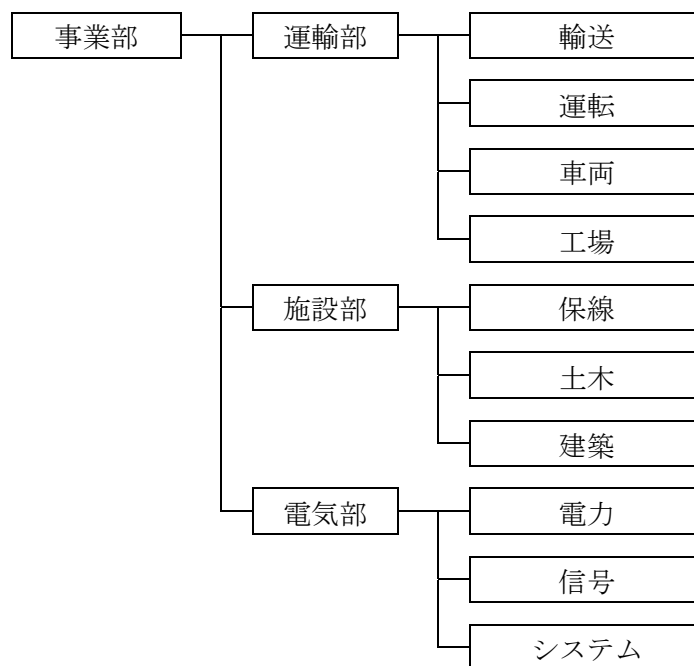 事業部
運輸部
輸送
運転
車両
工場
施設部
保線
土木
建築
電気部
電力
信号
システム